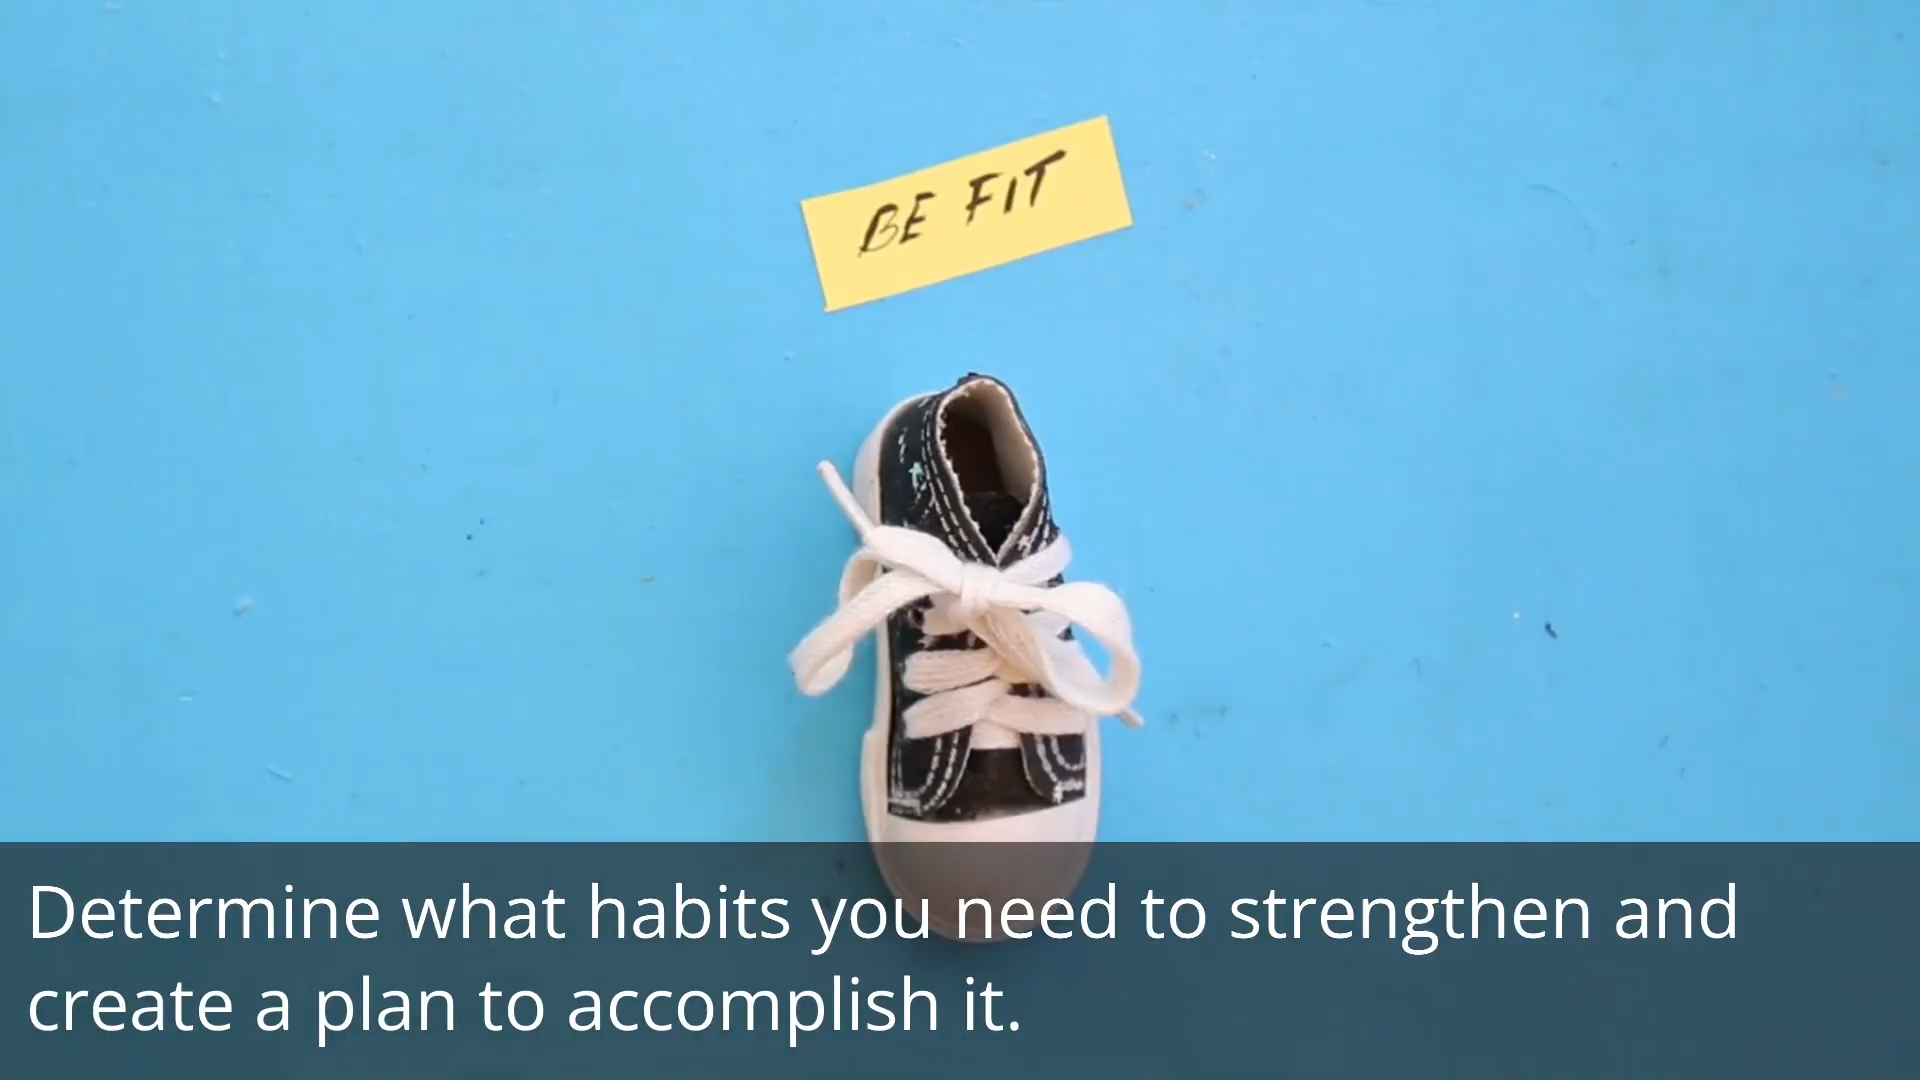 BE FIT
Determine what habits you need to strengthen and
create a plan to accomplish it.